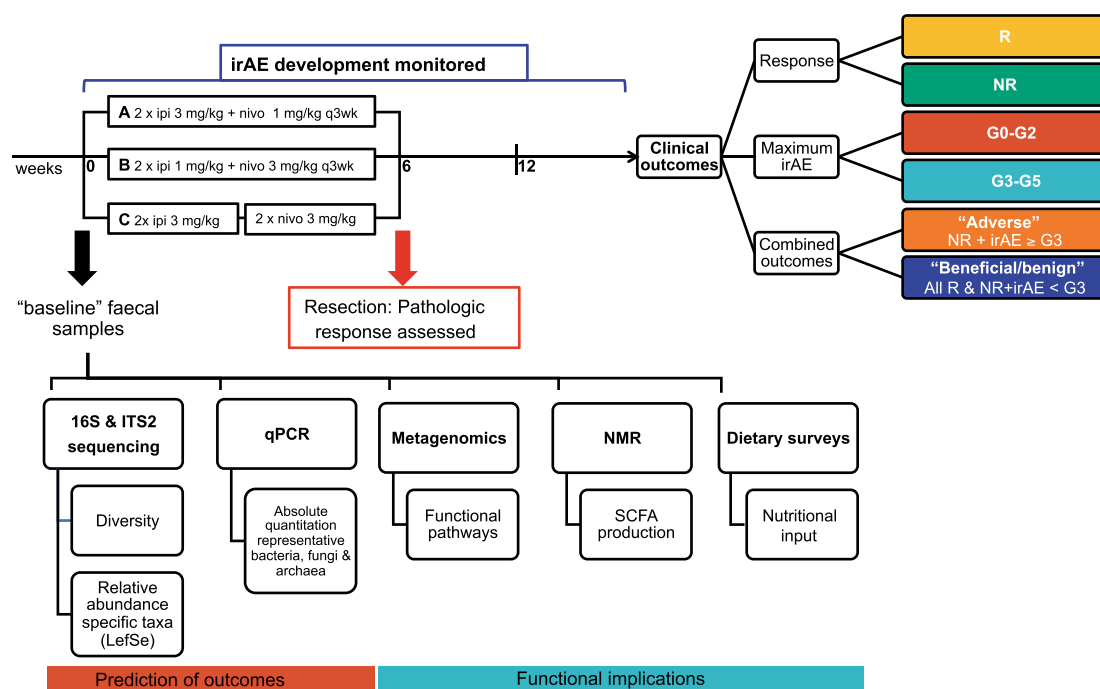 irAE development monitored
A 2 x ipi 3 mg/kg + nivo 1 mg/kg q3wk
B 2 x ipi 1 mg/kg + nivo 3 mg/kg q3wk
C 2x ipi 3 mg/kg
2 x nivo 3 mg/kg
weeks
0
6
12
Clinical
outcomes
Response
R
NR
Maximum
irAE
G0-G2
G3-G5
Combined
outcomes
“Adverse”
NR + irAE ≥ G3
“Beneficial/benign”
All R & NR+irAE < G3
“baseline” faecal
samples
Resection: Pathologic
response assessed
16S & ITS2
sequencing
Diversity
Relative
abundance
specific taxa
(LefSe)
qPCR
Absolute
quantitation
representative
bacteria, fungi &
archaea
Metagenomics
Functional
pathways
NMR
SCFA
production
Dietary surveys
Nutritional
input
Prediction of outcomes
Functional implications